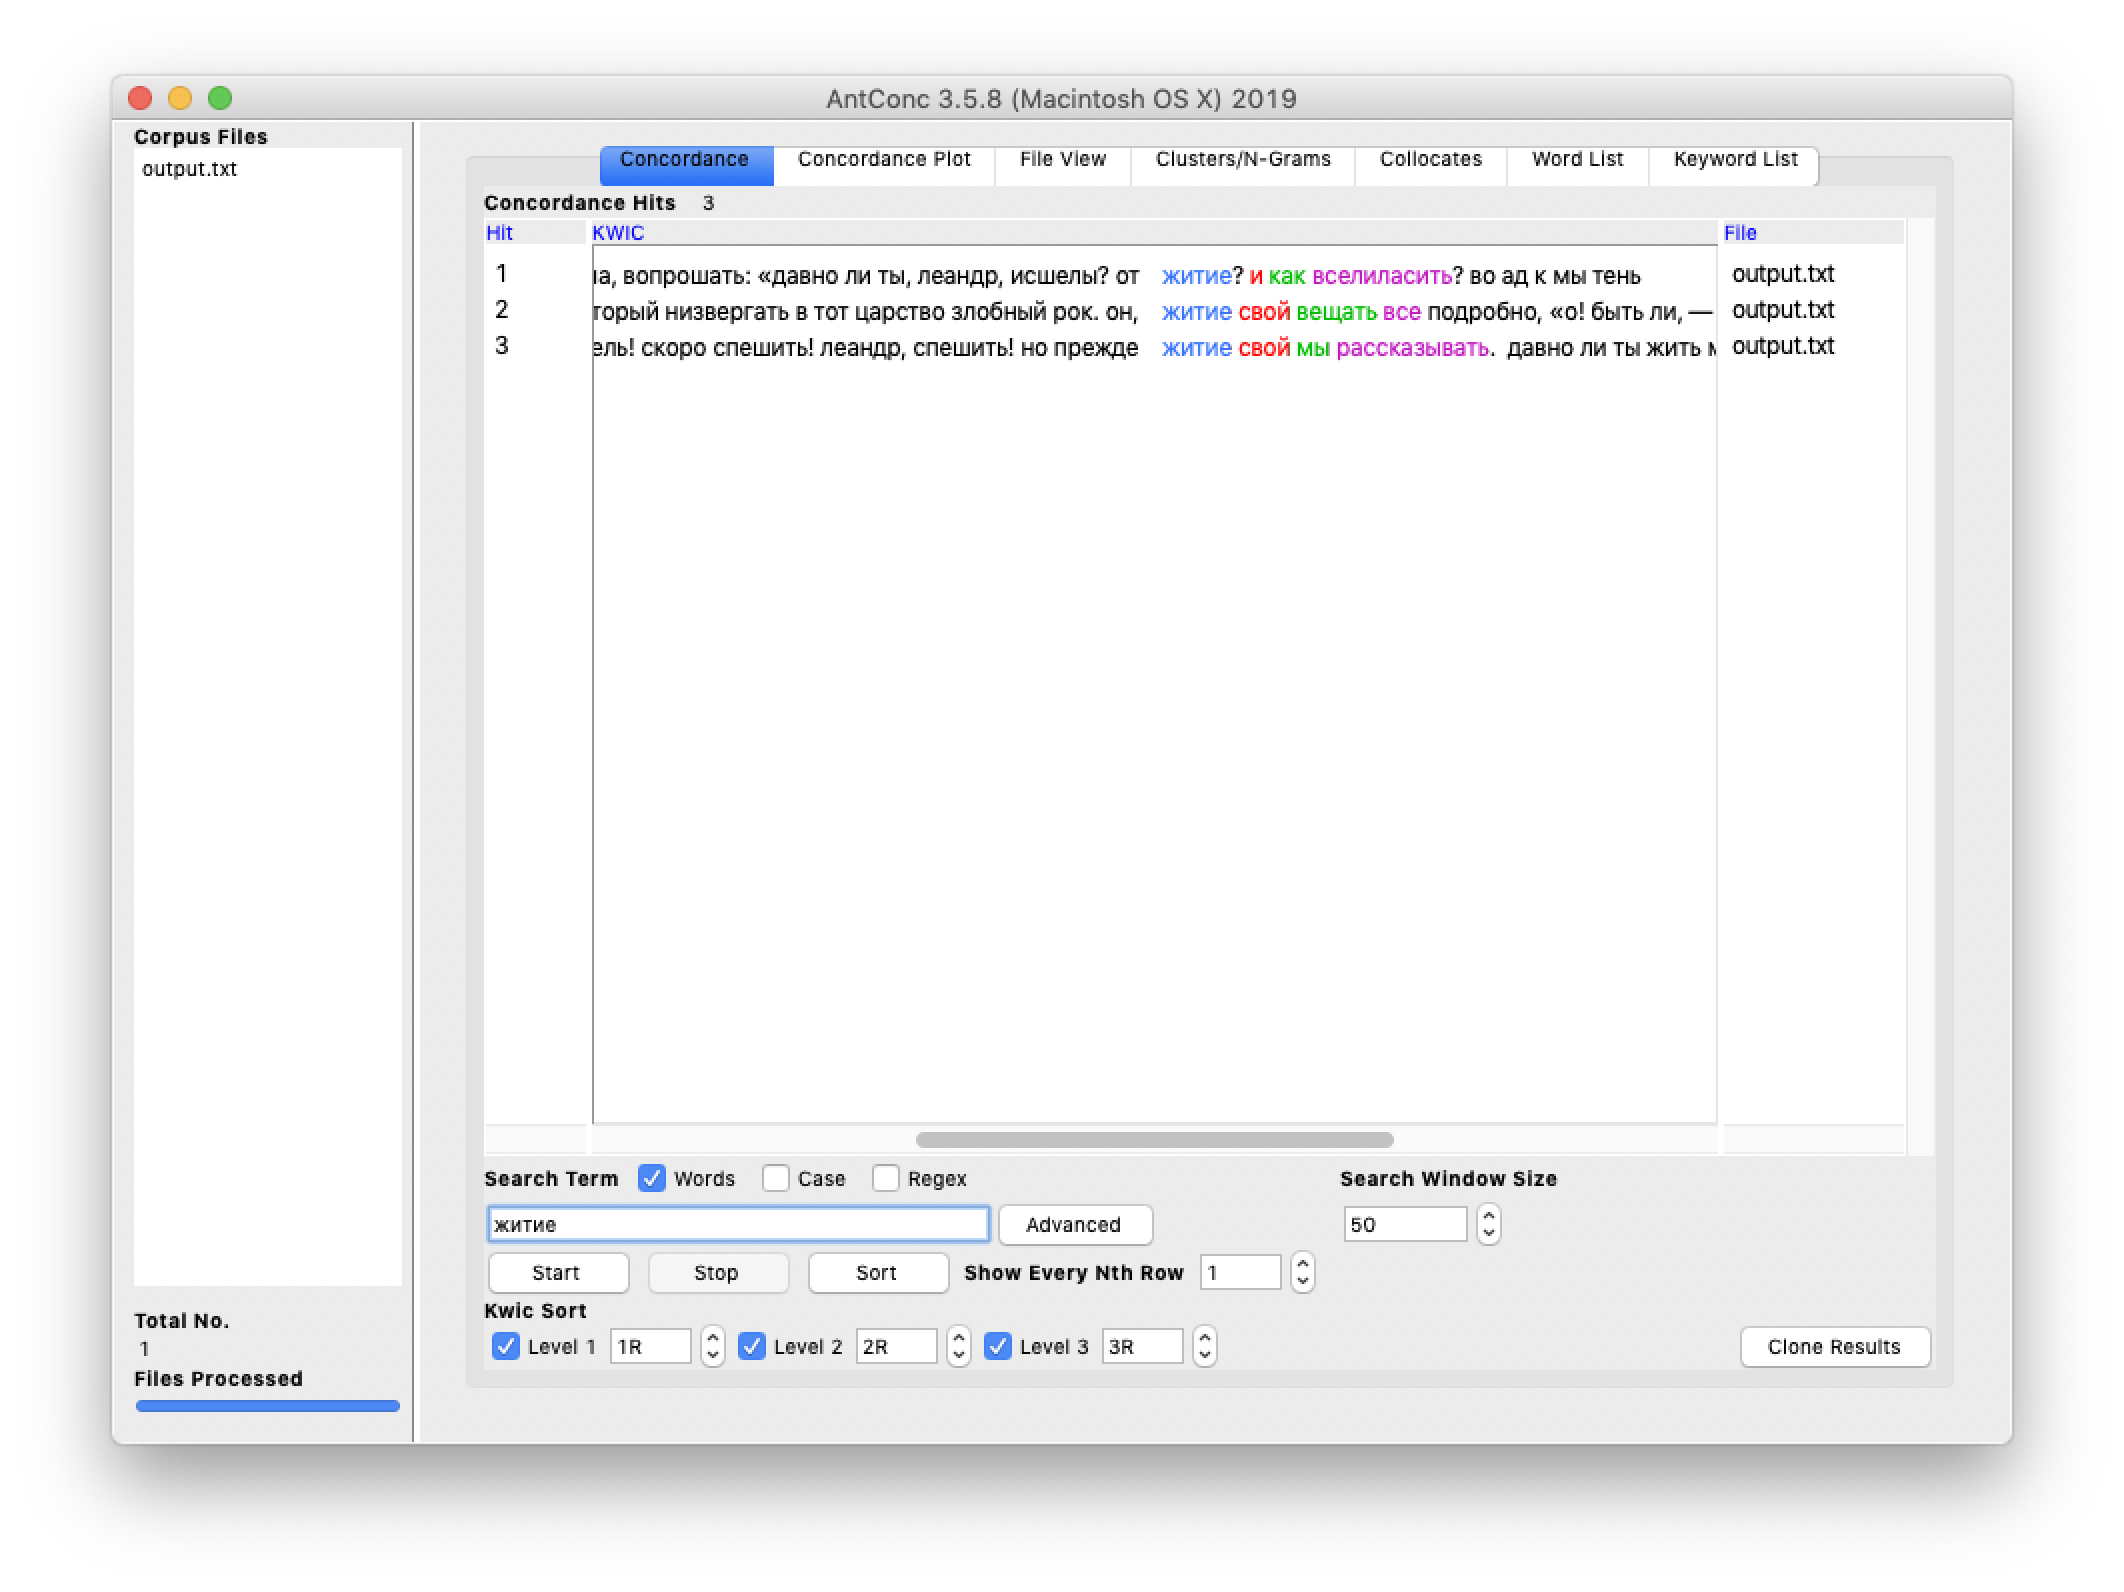 AntConc 3.5.8 (Macintosh OS X) 2019
Corpus Files
output.txt
Concordance Concordance Plot File View Clusters/N-Grams Collocates Word List Keyword List
Concordance Hits 3
Hit KWIC File
1 вопрошать: «давно ли ты, леандр, исшелы? от житие? и как вселиласить? во ад к мы тень output.txt
2 низвергать в тот царство злобный рок. он, житие свой вещать все подробно, «о! быть ли, — output.txt
3 скоро спешить! леандр, спешить! но прежде житие свой мы рассказывать. давно ли ты жить output.txt
Search Term Words Case Regex Search Window Size
житие Advanced 50
Start Stop Sort Show Every Nth Row 1
Kwic Sort
Level 1 1R Level 2 2R Level 3 3R Clone Results
Total No.
1
Files Processed